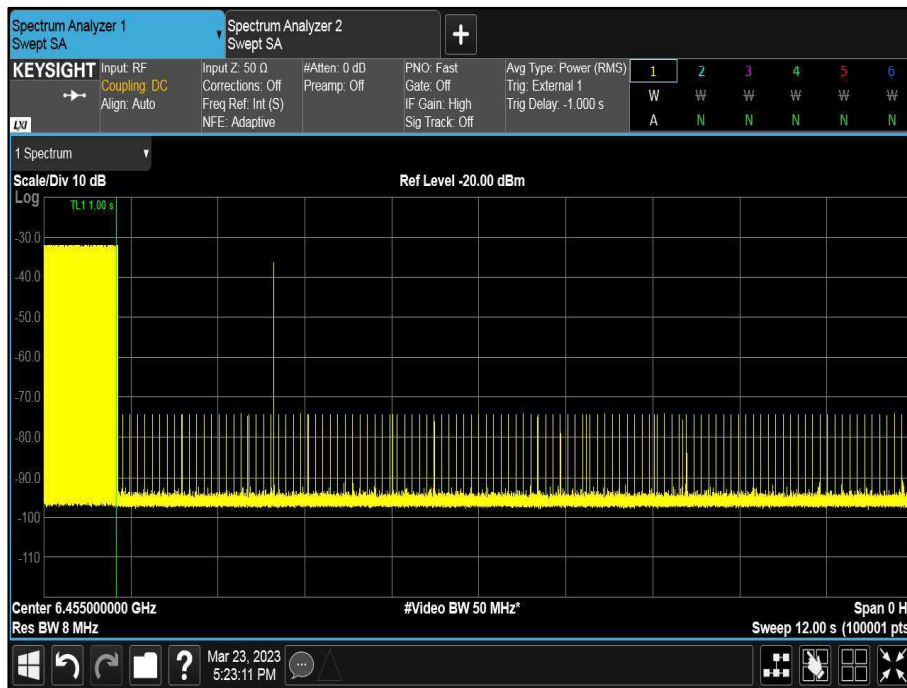 Spectrum Analyzer 1
Swept SA
Spectrum Analyzer 2
Swept SA
+
KEYSIGHT
LXI
Input: RF
Coupling: DC
Align: Auto
Input Z: 50 Ω
Corrections: Off
Freq Ref: Int (S)
NFE: Adaptive
#Atten: 0 dB
Preamp: Off
PNO: Fast
Gate: Off
IF Gain: High
Sig Track: Off
Avg Type: Power (RMS)
Trig: External 1
Trig Delay: -1.000 s
1 2 3 4 5 6
W W W W W W
A N N N N N
1 Spectrum
Scale/Div 10 dB
Ref Level -20.00 dBm
Log
TL1 1.00 s
-30.0
-40.0
-50.0
-60.0
-70.0
-80.0
-90.0
-100
-110
Center 6.455000000 GHz
#Video BW 50 MHz*
Span 0 H
Res BW 8 MHz
Sweep 12.00 s (100001 pts
?
Mar 23, 2023
5:23:11 PM